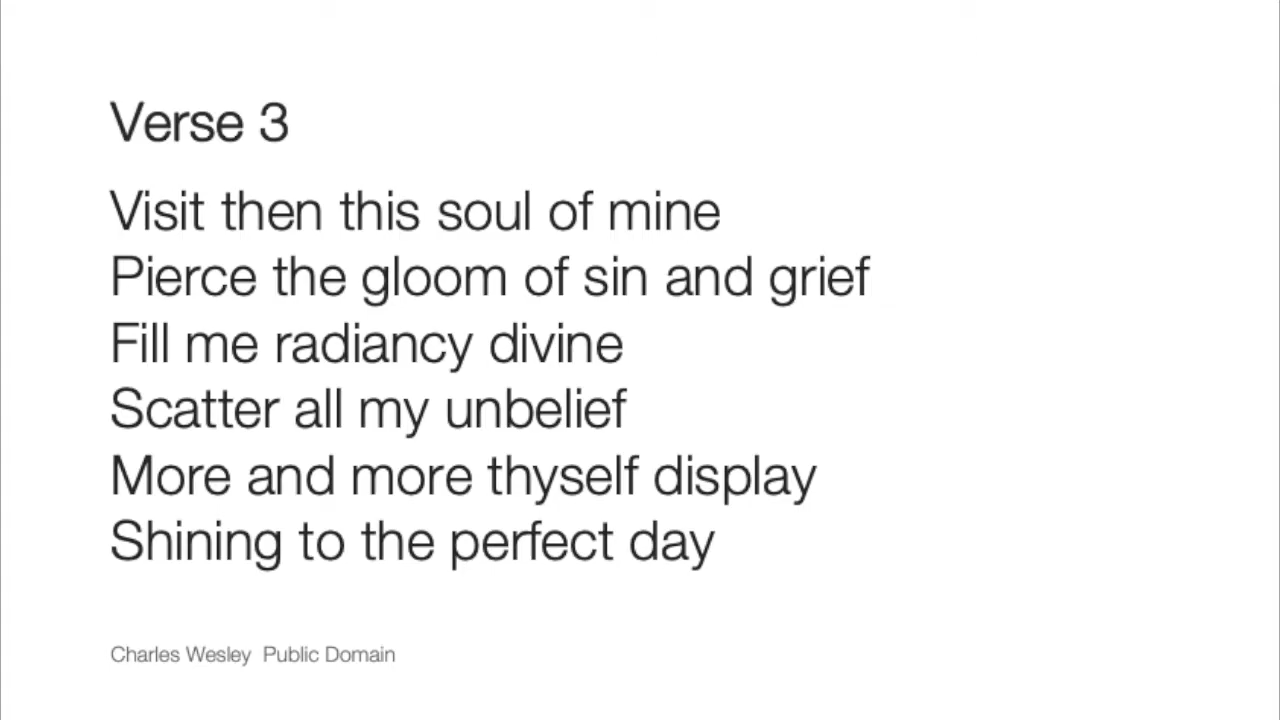 Verse 3
Visit then this soul of mine
Pierce the gloom of sin and grief
Fill me radiancy divine
Scatter all my unbelief
More and more thyself display
Shining to the perfect day
Charles Wesley  Public Domain